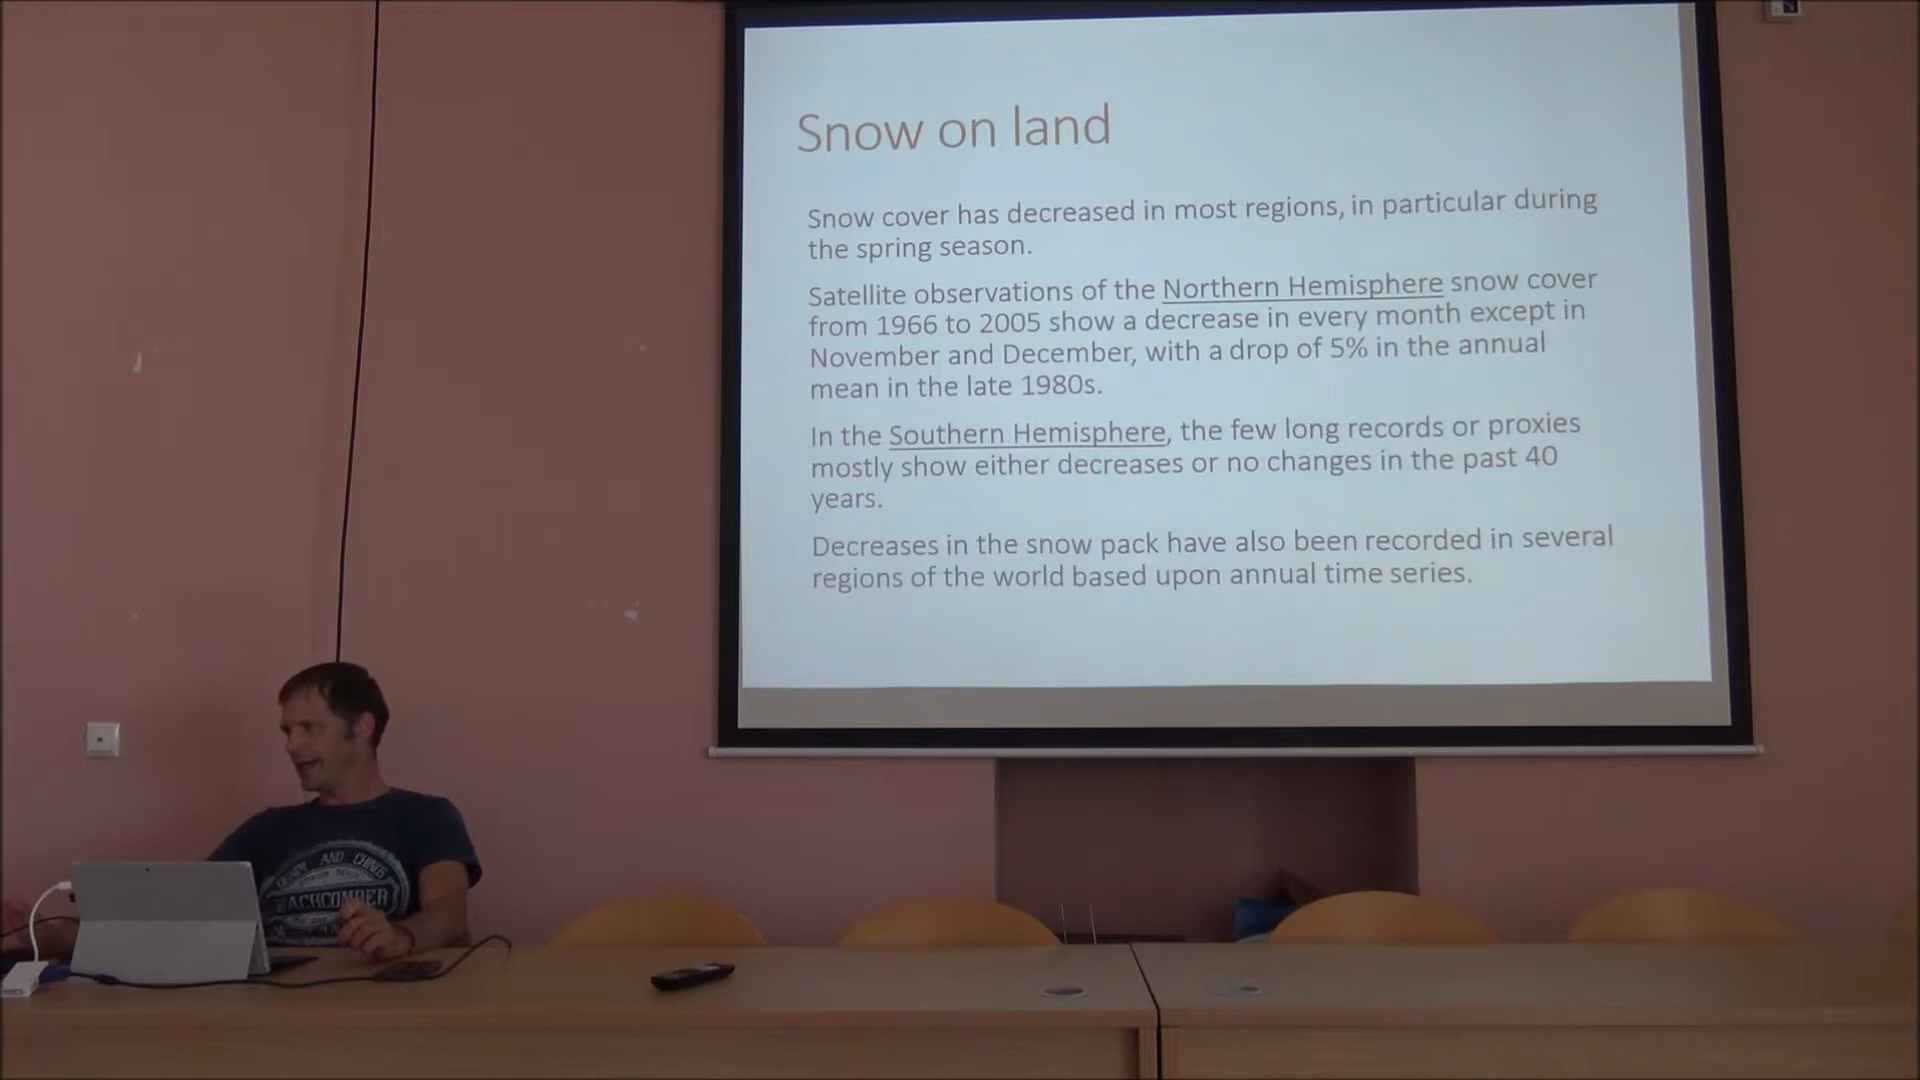 Snow on land
Snow cover has decreased in most regions, in particular during
the spring season.
Satellite observations of the Northern Hemisphere snow cover
from 1966 to 2005 show a decrease in every month except in
November and December, with a drop of 5% in the annual
mean in the late 1980s.
In the Southern Hemisphere, the few long records or proxies
mostly show either decreases or no changes in the past 40
years.
Decreases in the snow pack have also been recorded in several
regions of the world based upon annual time series.
AND CHINOS